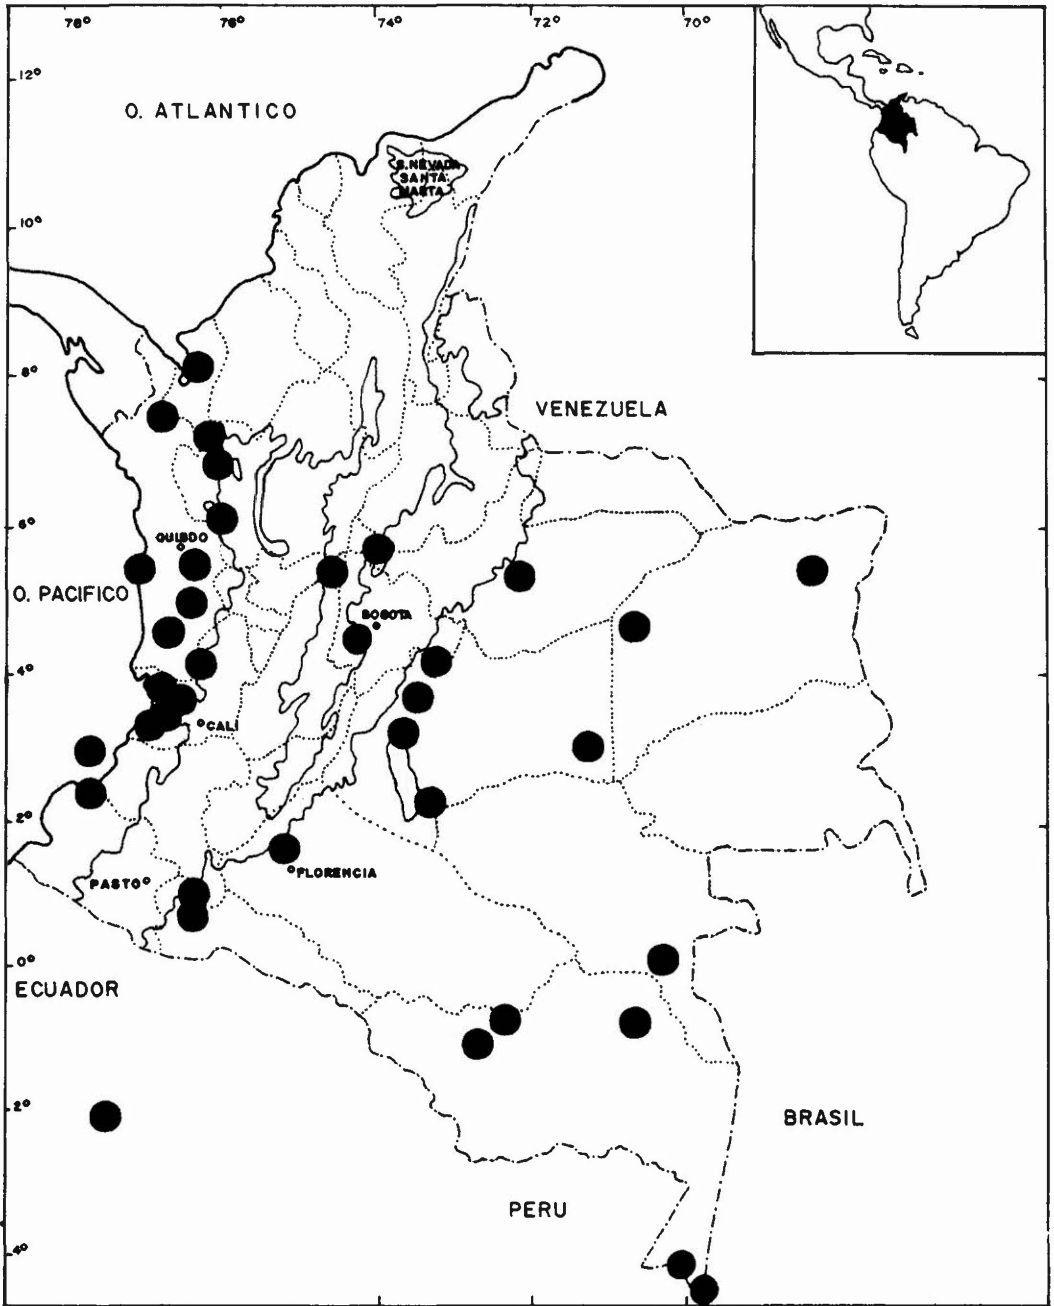 78° 76° 74° 72° 70°
12°
O. ATLANTICO
S. NEVADA
SANTA
MARTA
10°
8°
VENEZUELA
6°
QUIBDO
O. PACIFICO
BOGOTA
4°
CALI
2°
FLORENCIA
PASTO
0°
ECUADOR
2°
BRASIL
PERU
4°